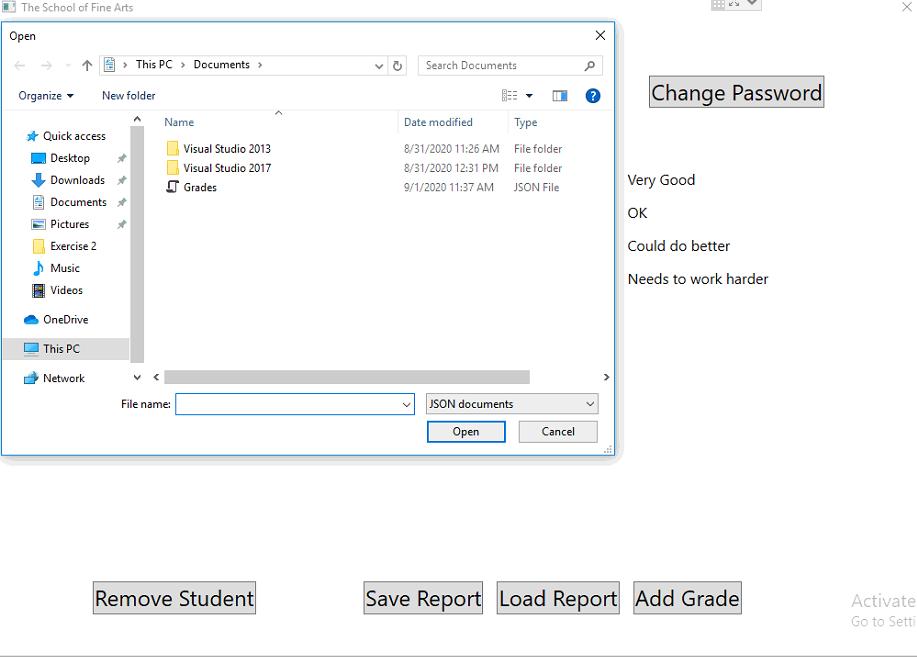 The School of Fine Arts
Open
This PC > Documents >
Search Documents
Organize
New folder
Change Password
Name Date modified Type
Quick access
Desktop
Downloads
Documents
Pictures
Exercise 2
Music
Videos
OneDrive
This PC
Network
Visual Studio 2013 8/31/2020 11:26 AM File folder
Visual Studio 2017 8/31/2020 12:31 PM File folder
Grades 9/1/2020 11:37 AM JSON File
Very Good
OK
Could do better
Needs to work harder
File name:
JSON documents
Open
Cancel
Remove Student
Save Report
Load Report
Add Grade
Activate
Go to Setti